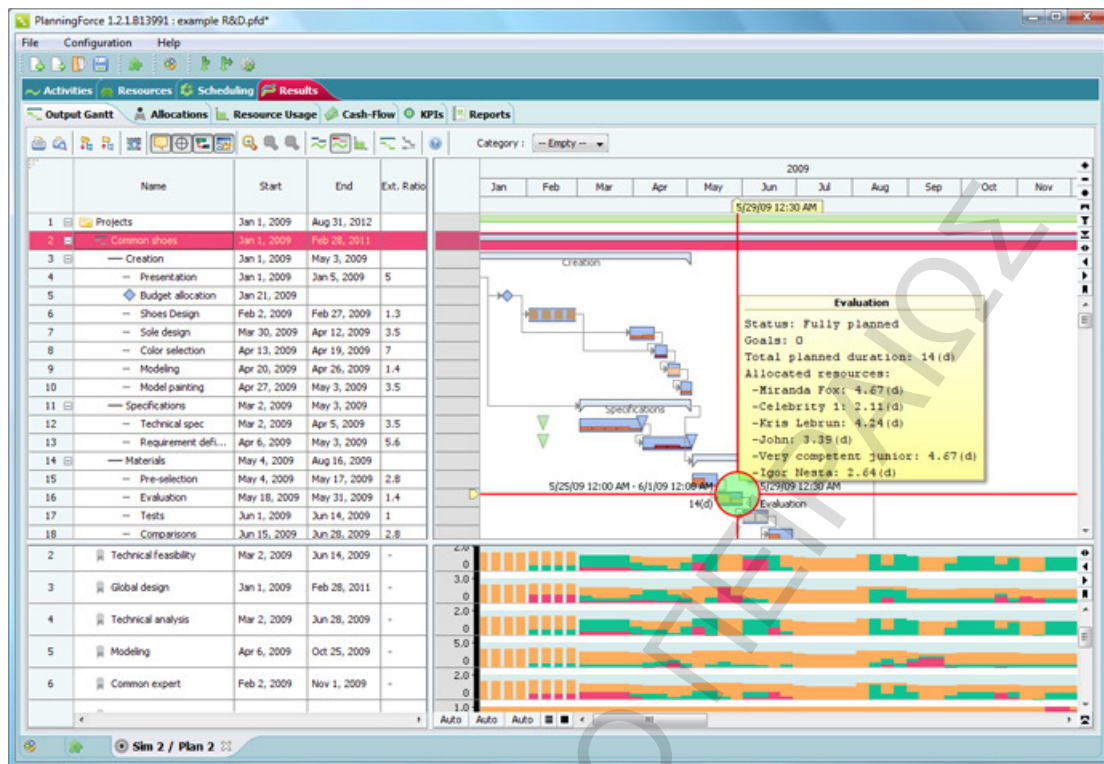 PlanningForce 1.2.1.813991 : example R&D.pfd*
File Configuration Help
Activities Resources Scheduling Results
Output Gantt Allocations Resource Usage Cash-Flow KPIs Reports
Category : -- Empty --
Name Start End Ext. Ratio
2009
Jan Feb Mar Apr May Jun Jul Aug Sep Oct Nov
5/29/09 12:30 AM
1 Projects Jan 1, 2009 Aug 31, 2012
2 Common shoes Jan 1, 2009 Feb 28, 2011
3 Creation Jan 1, 2009 May 3, 2009
4 Presentation Jan 1, 2009 Jan 5, 2009 5
5 Budget allocation Jan 21, 2009
6 Shoes Design Feb 2, 2009 Feb 27, 2009 1.3
7 Sole design Mar 30, 2009 Apr 12, 2009 3.5
8 Color selection Apr 13, 2009 Apr 19, 2009 7
9 Modeling Apr 20, 2009 Apr 26, 2009 1.4
10 Model painting Apr 27, 2009 May 3, 2009 3.5
11 Specifications Mar 2, 2009 May 3, 2009
12 Technical spec Mar 2, 2009 Apr 5, 2009 3.5
13 Requirement defi... Apr 6, 2009 May 3, 2009 5.6
14 Materials May 4, 2009 Aug 16, 2009
15 Pre-selection May 4, 2009 May 17, 2009 2.8
16 Evaluation May 18, 2009 May 31, 2009 1.4
17 Tests Jun 1, 2009 Jun 14, 2009 1
18 Comparisons Jun 15, 2009 Jun 28, 2009 2.8
Creation
Specifications
Evaluation
Status: Fully planned
Goals: 0
Total planned duration: 14(d)
Allocated resources:
-Miranda Fox: 4.67(d)
-Celebrity 1: 2.11(d)
-Kris Lebrun: 4.24(d)
-John: 3.39(d)
-Very competent junior: 4.67(d)
-Igor Nesta: 2.64(d)
5/25/09 12:00 AM - 6/1/09 12:00 AM 5/29/09 12:30 AM
14(d) Evaluation
2 Technical feasibility Mar 2, 2009 Jun 14, 2009 - 2.0 0
3 Global design Jan 1, 2009 Feb 28, 2011 - 3.0 0
4 Technical analysis Mar 2, 2009 Jun 28, 2009 - 2.0 0
5 Modeling Apr 6, 2009 Oct 25, 2009 - 5.0 0
6 Common expert Feb 2, 2009 Nov 1, 2009 - 2.0 0
1.0
Auto Auto Auto
Sim 2 / Plan 2